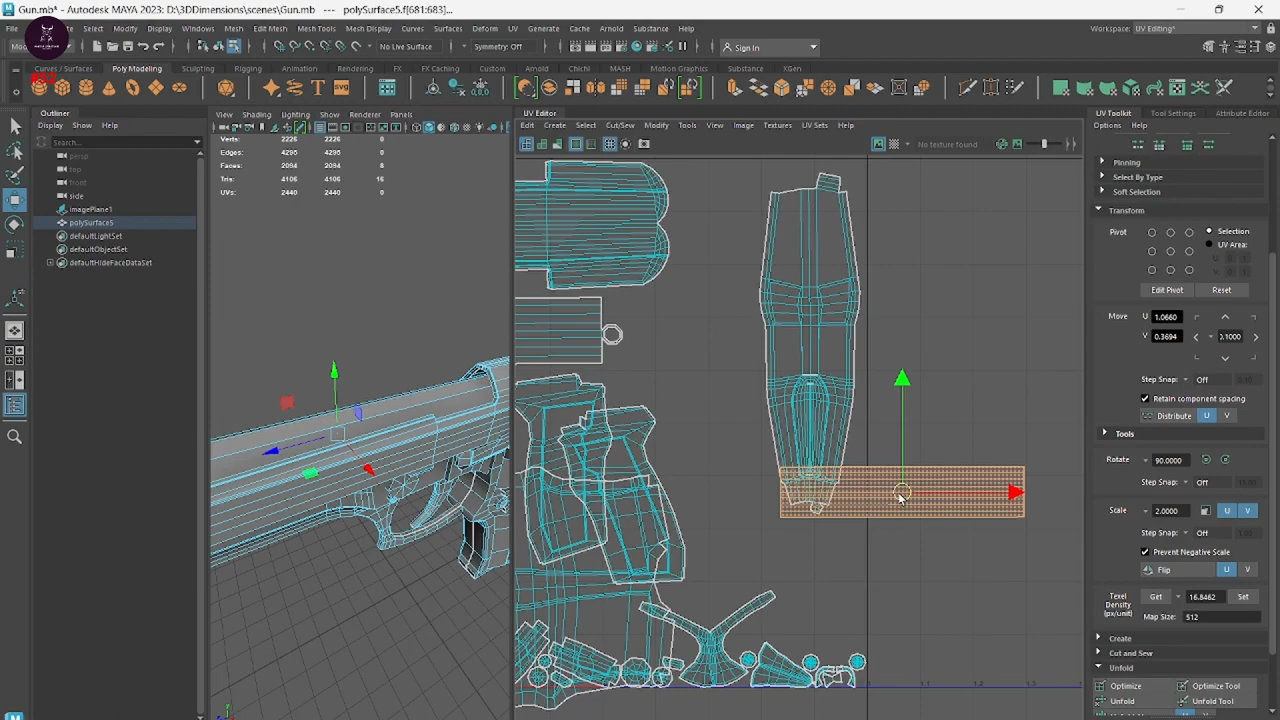 Gun.mb* - Autodesk MAYA 2023: D:\3DDimensions\scenes\Gun.mb* --- polySurface5.f[681:683]...
File Select Modify Display Windows Mesh Edit Mesh Mesh Tools Mesh Display Curves Surfaces Deform UV Generate Cache Arnold Substance Help
Workspace: UV Editing*
No Live Surface Symmetry: Off Sign In
Curves / Surfaces Poly Modeling Sculpting Rigging Animation Rendering FX FX Caching Custom Arnold Chichi MASH Motion Graphics Substance XGen
Outliner
Display Show Help
Search...
persp
top
front
side
imagePlane1
polySurface5
defaultLightSet
defaultObjectSet
defaultHideFaceDataSet
View Shading Lighting Show Renderer Panels
Verts: 2226 2226 0
Edges: 4295 4295 0
Faces: 2094 2094 8
Tris: 4106 4106 16
UVs: 2440 2440 0
UV Editor
Edit Create Select Cut/Sew Modify Tools View Image Textures UV Sets Help
No texture found
UV Toolkit Tool Settings Attribute Editor
Options Help
Pinning
Select By Type
Soft Selection
Transform
Pivot Selection
UV Area:
Edit Pivot Reset
Move U 1.0660
V 0.3694
Step Snap: Off
Retain component spacing
Distribute U V
Tools
Rotate 90.0000
Step Snap: Off
Scale 2.0000 U V
Step Snap: Off
Prevent Negative Scale
Flip U V
Texel Density (px/unit) Get 16.8462 Set
Map Size: 512
Create
Cut and Sew
Unfold
Optimize Optimize Tool
Unfold Unfold Tool